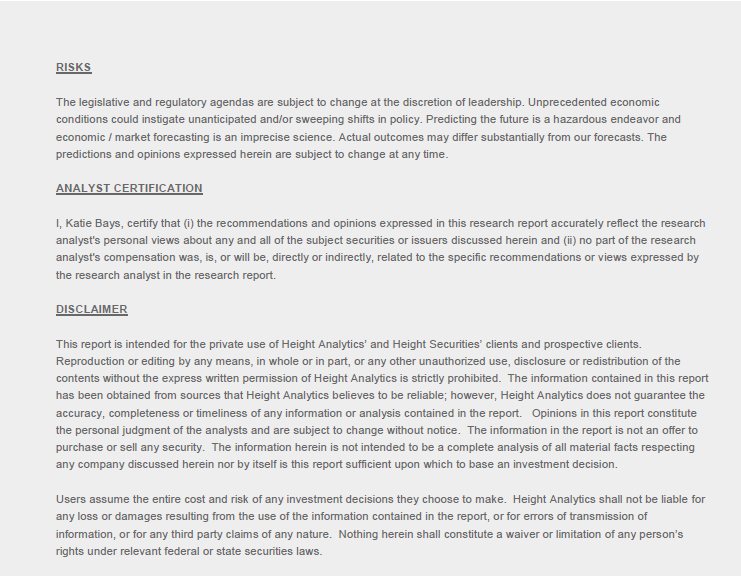 RISKS
The legislative and regulatory agendas are subject to change at the discretion of leadership. Unprecedented economic
conditions could instigate unanticipated and/or sweeping shifts in policy. Predicting the future is a hazardous endeavor and
economic / market forecasting is an imprecise science. Actual outcomes may differ substantially from our forecasts. The
predictions and opinions expressed herein are subject to change at any time.
ANALYST CERTIFICATION
I, Katie Bays, certify that (i) the recommendations and opinions expressed in this research report accurately reflect the research
analyst's personal views about any and all of the subject securities or issuers discussed herein and (ii) no part of the research
analyst's compensation was, is, or will be, directly or indirectly, related to the specific recommendations or views expressed by
the research analyst in the research report.
DISCLAIMER
This report is intended for the private use of Height Analytics' and Height Securities' clients and prospective clients.
Reproduction or editing by any means, in whole or in part, or any other unauthorized use, disclosure or redistribution of the
contents without the express written permission of Height Analytics is strictly prohibited.  The information contained in this report
has been obtained from sources that Height Analytics believes to be reliable; however, Height Analytics does not guarantee the
accuracy, completeness or timeliness of any information or analysis contained in the report.   Opinions in this report constitute
the personal judgment of the analysts and are subject to change without notice.  The information in the report is not an offer to
purchase or sell any security.  The information herein is not intended to be a complete analysis of all material facts respecting
any company discussed herein nor by itself is this report sufficient upon which to base an investment decision.
Users assume the entire cost and risk of any investment decisions they choose to make.  Height Analytics shall not be liable for
any loss or damages resulting from the use of the information contained in the report, or for errors of transmission of
information, or for any third party claims of any nature.  Nothing herein shall constitute a waiver or limitation of any person's
rights under relevant federal or state securities laws.